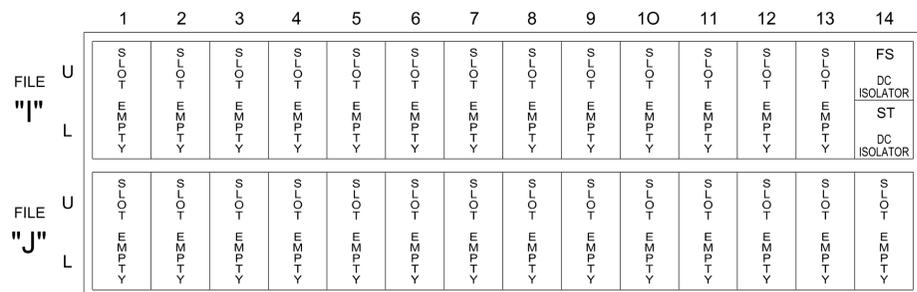 1 2 3 4 5 6 7 8 9 10 11 12 13 14
FILE "I"
U
L
SLOT EMPTY SLOT EMPTY SLOT EMPTY SLOT EMPTY SLOT EMPTY SLOT EMPTY SLOT EMPTY SLOT EMPTY SLOT EMPTY SLOT EMPTY SLOT EMPTY SLOT EMPTY SLOT EMPTY
FS
DC
ISOLATOR
ST
DC
ISOLATOR
FILE "J"
U
L
SLOT EMPTY SLOT EMPTY SLOT EMPTY SLOT EMPTY SLOT EMPTY SLOT EMPTY SLOT EMPTY SLOT EMPTY SLOT EMPTY SLOT EMPTY SLOT EMPTY SLOT EMPTY SLOT EMPTY SLOT EMPTY